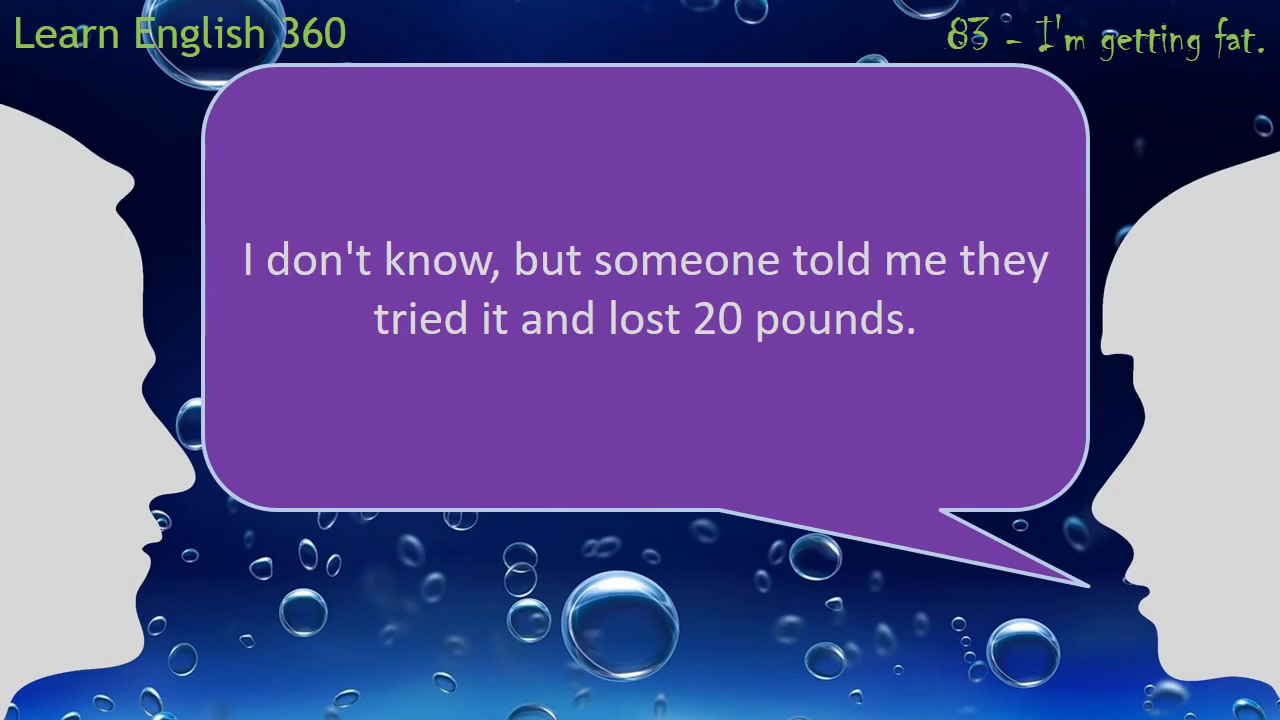 Learn English 360
83 - I'm getting fat.
I don't know, but someone told me they
tried it and lost 20 pounds.